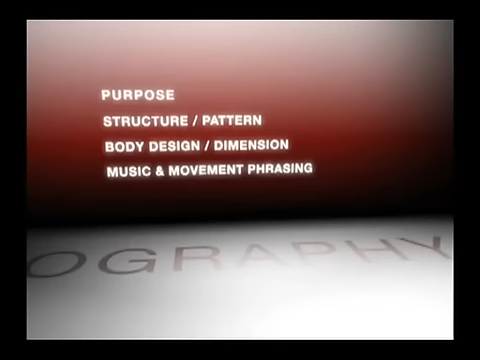 PURPOSE
STRUCTURE / PATTERN
BODY DESIGN / DIMENSION
MUSIC & MOVEMENT PHRASING
OGRAPHY